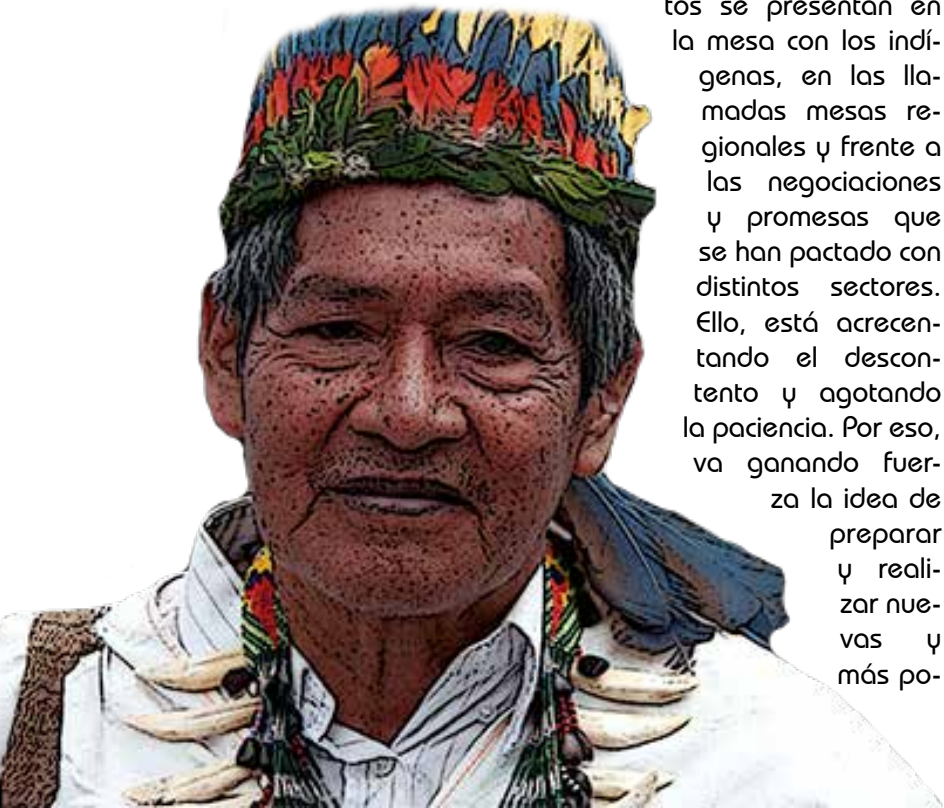 tos se presentan en
la mesa con los indí-
genas, en las lla-
madas mesas re-
gionales y frente a
las negociaciones
y promesas que
se han pactado con
distintos sectores.
Ello, está acrecen-
tando el descon-
tento y agotando
la paciencia. Por eso,
va ganando fuer-
za la idea de
preparar
y reali-
zar nue-
vas y
más po-